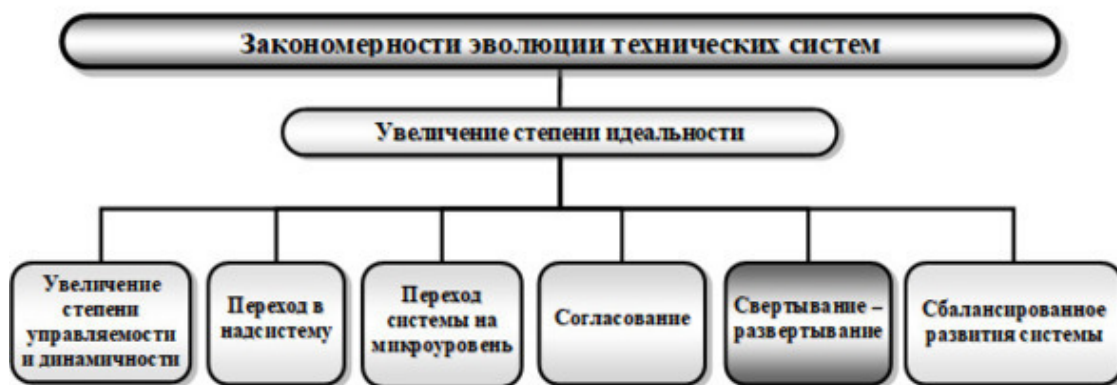 Закономерности эволюции технических систем
Увеличение степени идеальности
Увеличение
степени
управляемости
и динамичности
Переход в
надсистему
Переход
системы на
микроуровень
Согласование
Свертывание –
развертывание
Сбалансированное
развития системы